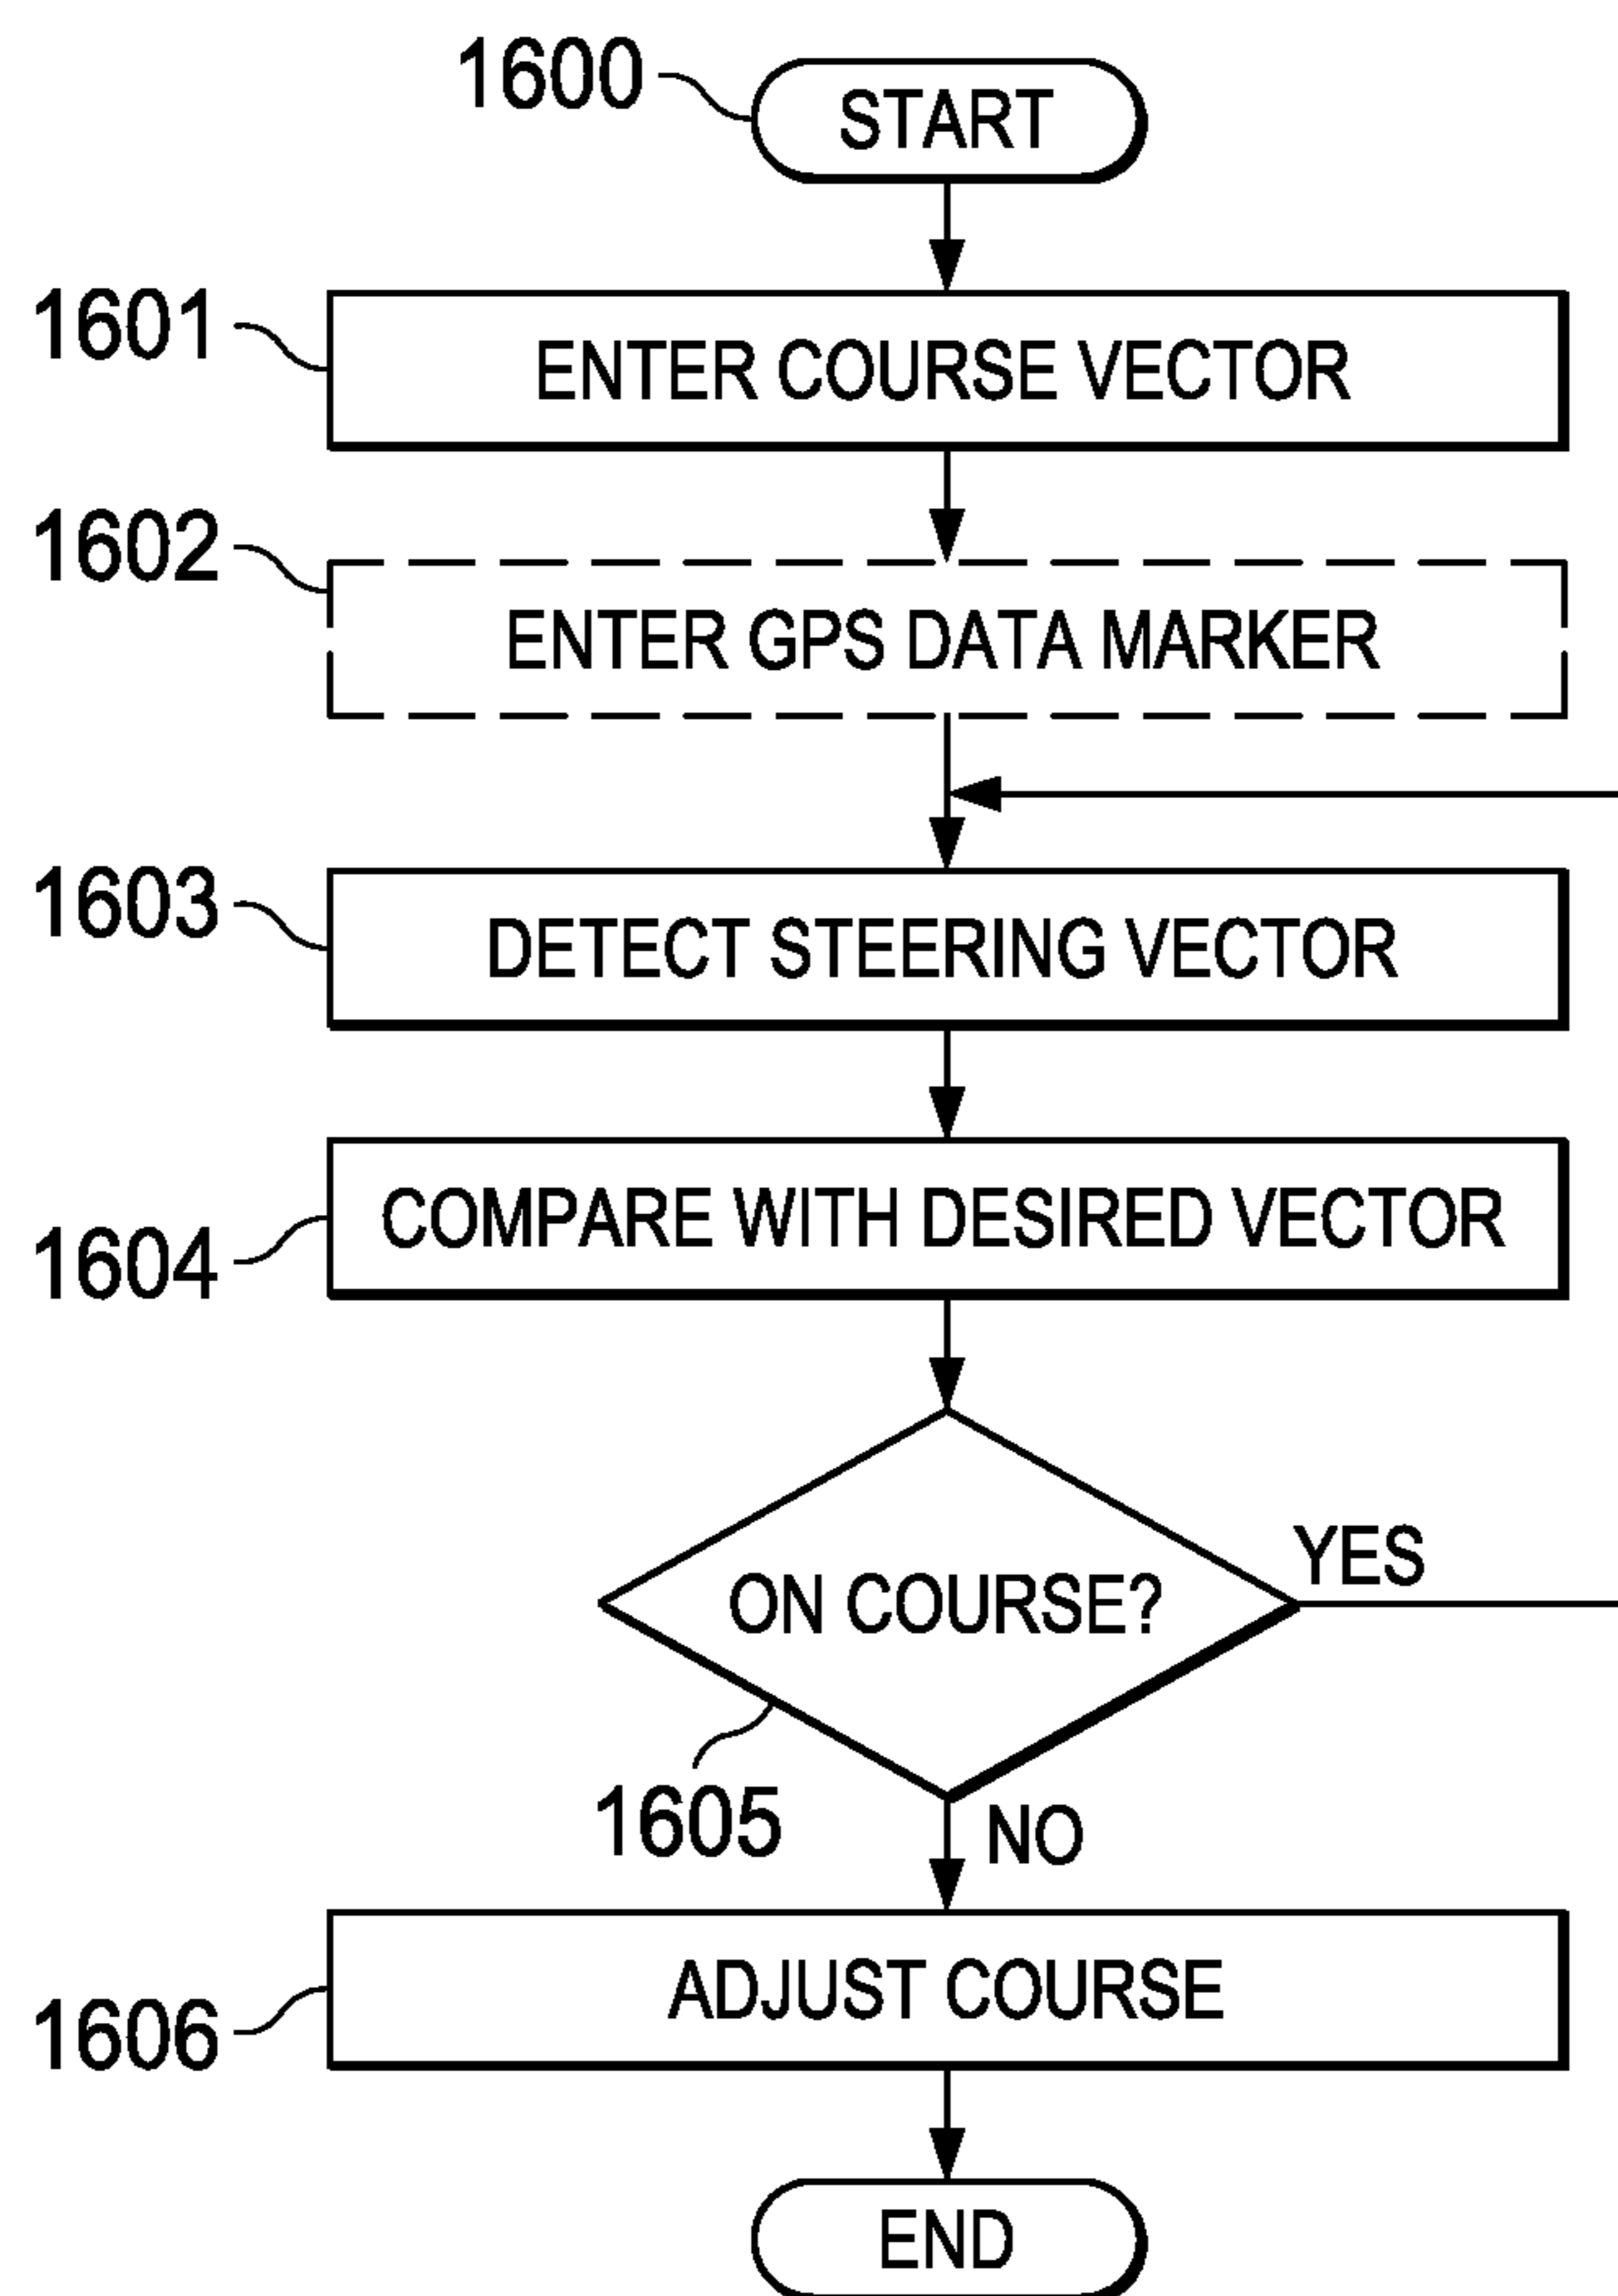 1600
START
1601
ENTER COURSE VECTOR
1602
ENTER GPS DATA MARKER
1603
DETECT STEERING VECTOR
1604
COMPARE WITH DESIRED VECTOR
ON COURSE?
YES
1605
NO
1606
ADJUST COURSE
END